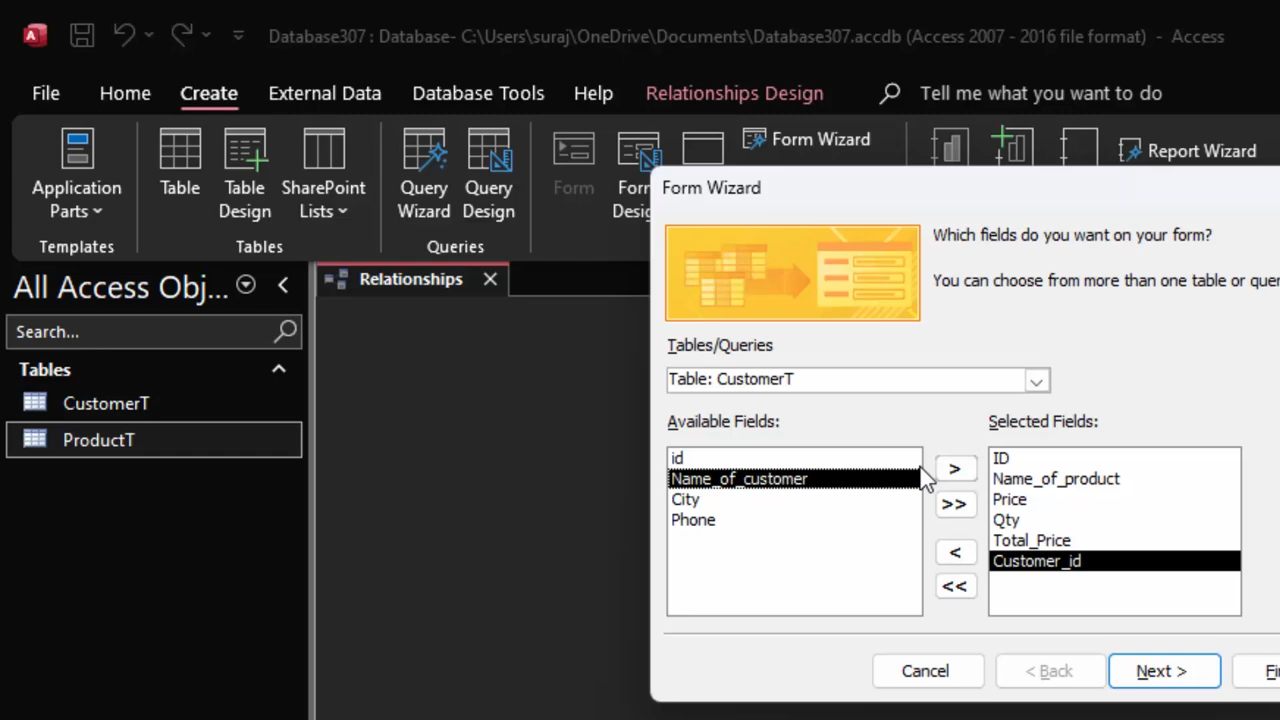 Database307 : Database- C:\Users\suraj\OneDrive\Documents\Database307.accdb (Access 2007 - 2016 file format) - Access
File Home Create External Data Database Tools Help Relationships Design Tell me what you want to do
Application Parts
Table
Table Design
SharePoint Lists
Query Wizard
Query Design
Form
Form Wizard
Report Wizard
Templates
Tables
Queries
Form Wizard
Which fields do you want on your form?
You can choose from more than one table or
All Access Obj...
Relationships
Search...
Tables
CustomerT
ProductT
Tables/Queries
Table: CustomerT
Available Fields:
id
Name_of_customer
City
Phone
>
>>
<
<<
Selected Fields:
ID
Name_of_product
Price
Qty
Total_Price
Customer_id
Cancel
< Back
Next >